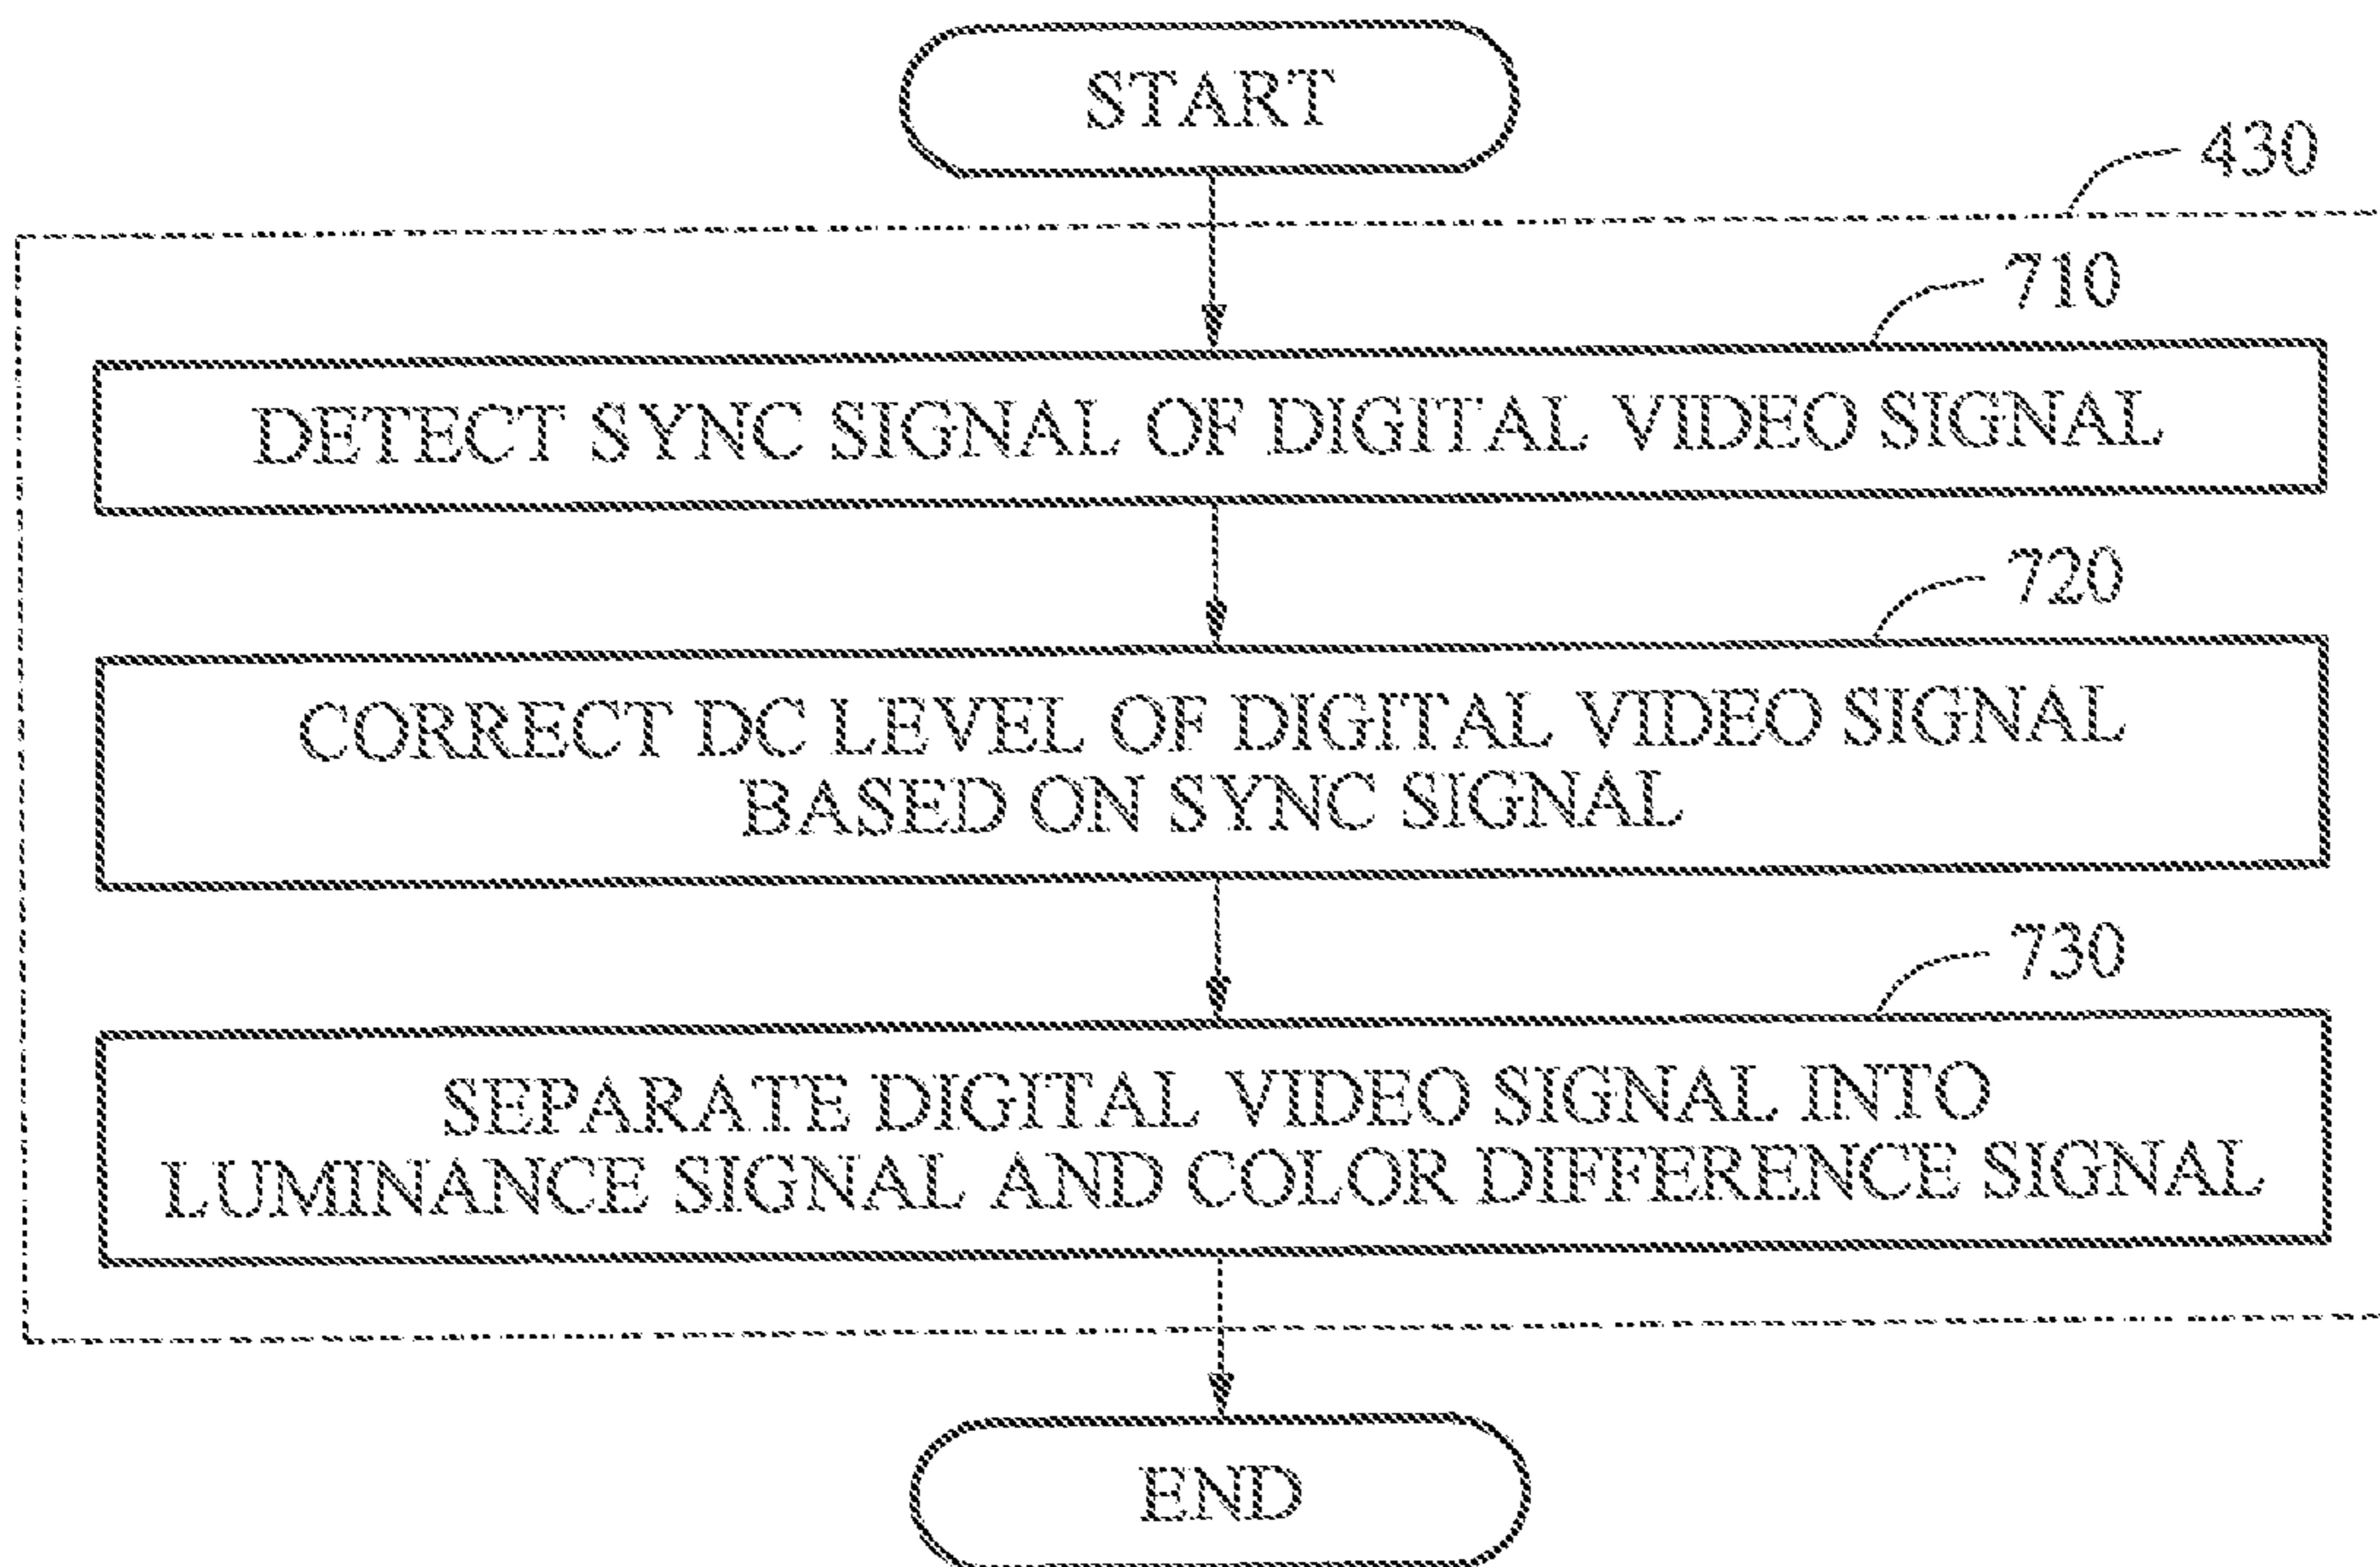 START
430
710
DETECT SYNC SIGNAL OF DIGITAL VIDEO SIGNAL
720
CORRECT DC LEVEL OF DIGITAL VIDEO SIGNAL
BASED ON SYNC SIGNAL
730
SEPARATE DIGITAL VIDEO SIGNAL INTO
LUMINANCE SIGNAL AND COLOR DIFFERENCE SIGNAL
END